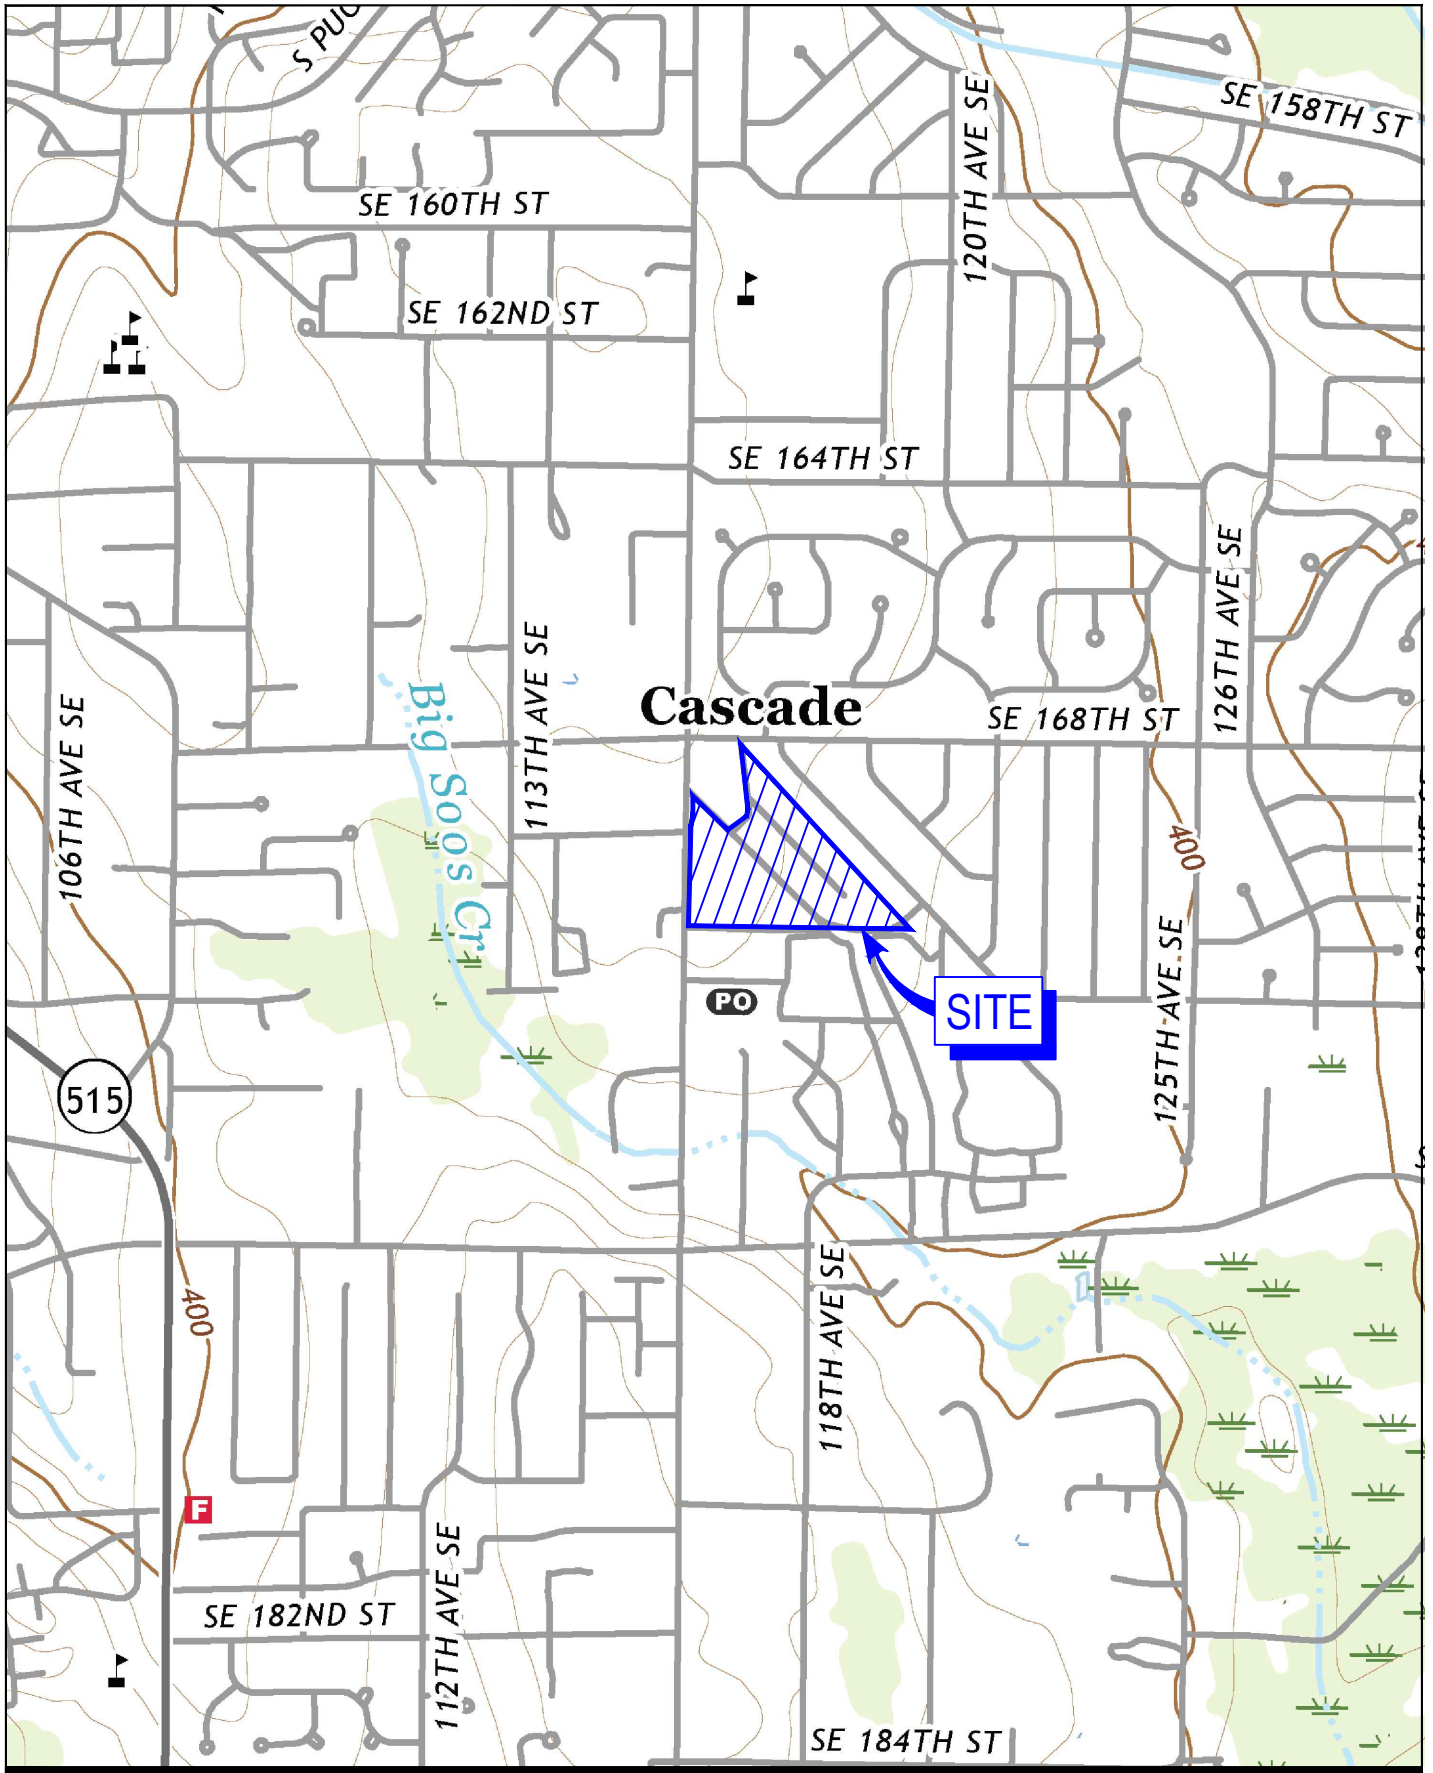 S PUG
SE 158TH ST
120TH AVE SE
SE 160TH ST
SE 162ND ST
SE 164TH ST
126TH AVE SE
113TH AVE SE
106TH AVE SE
Big Soos Cr
Cascade
SE 168TH ST
400
125TH AVE SE
PO
SITE
515
118TH AVE SE
400
F
112TH AVE SE
SE 182ND ST
SE 184TH ST